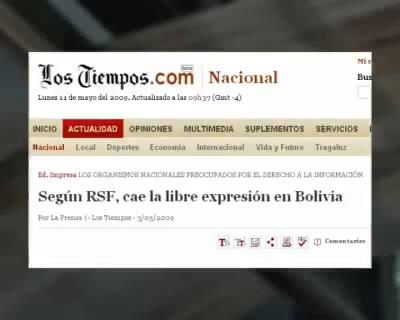 Los Tiempos.com beta Nacional
Mi c
Bus
Lunes 11 de mayo del 2009. Actualizado a las 09h37 (Gmt -4)
INICIO ACTUALIDAD OPINIONES MULTIMEDIA SUPLEMENTOS SERVICIOS
Nacional Local Deportes Economía Internacional Vida y Futuro Tragaluz
Ed. Impresa LOS ORGANISMOS NACIONALES PREOCUPADOS POR EL DERECHO A LA INFORMACIÓN
Según RSF, cae la libre expresión en Bolivia
Por La Prensa | - Los Tiempos - 3/05/2009
Comentarios